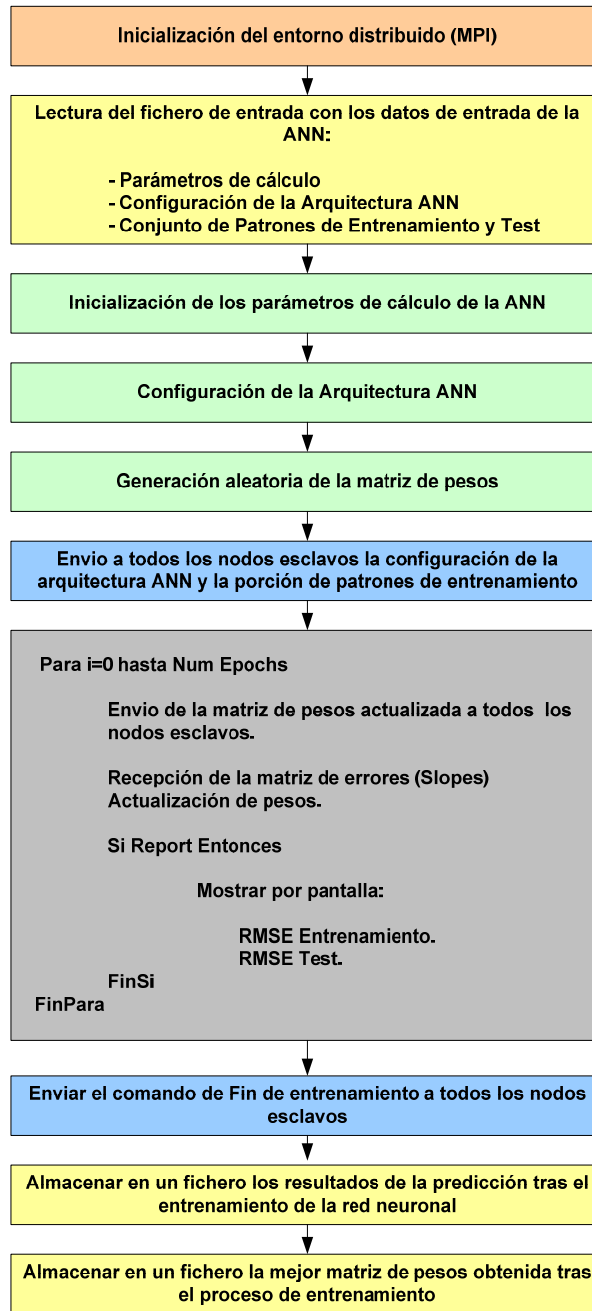 Inicialización del entorno distribuido (MPI)
Lectura del fichero de entrada con los datos de entrada de la
ANN:
- Parámetros de cálculo
- Configuración de la Arquitectura ANN
- Conjunto de Patrones de Entrenamiento y Test
Inicialización de los parámetros de cálculo de la ANN
Configuración de la Arquitectura ANN
Generación aleatoria de la matriz de pesos
Envio a todos los nodos esclavos la configuración de la
arquitectura ANN y la porción de patrones de entrenamiento
Para i=0 hasta Num Epochs
Envio de la matriz de pesos actualizada a todos los
nodos esclavos.
Recepción de la matriz de errores (Slopes)
Actualización de pesos.
Si Report Entonces
Mostrar por pantalla:
RMSE Entrenamiento.
RMSE Test.
FinSi
FinPara
Enviar el comando de Fin de entrenamiento a todos los nodos
esclavos
Almacenar en un fichero los resultados de la predicción tras el
entrenamiento de la red neuronal
Almacenar en un fichero la mejor matriz de pesos obtenida tras
el proceso de entrenamiento